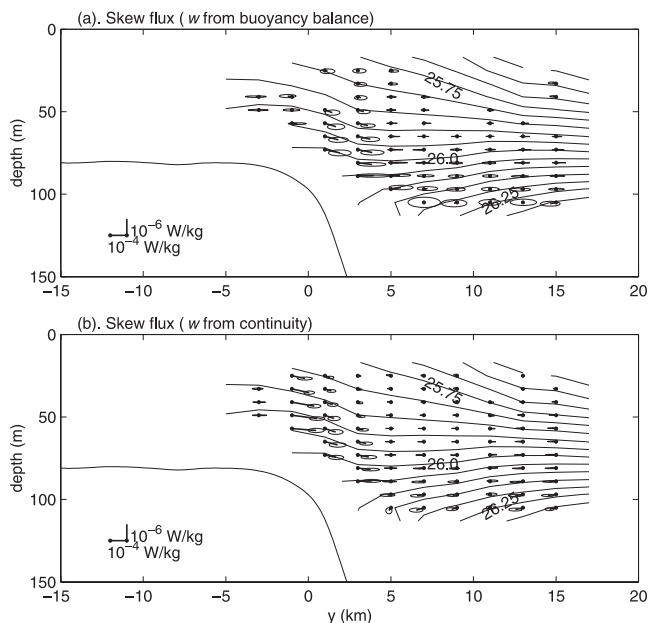 (a). Skew flux ( w from buoyancy balance)
0
50
100
150
depth (m)
25.75
26.0
26.25
10⁻⁶ W/kg
10⁻⁴ W/kg
−15 −10 −5 0 5 10 15 20
(b). Skew flux ( w from continuity)
0
50
100
150
depth (m)
25.75
26.0
26.25
10⁻⁶ W/kg
10⁻⁴ W/kg
−15 −10 −5 0 5 10 15 20
y (km)